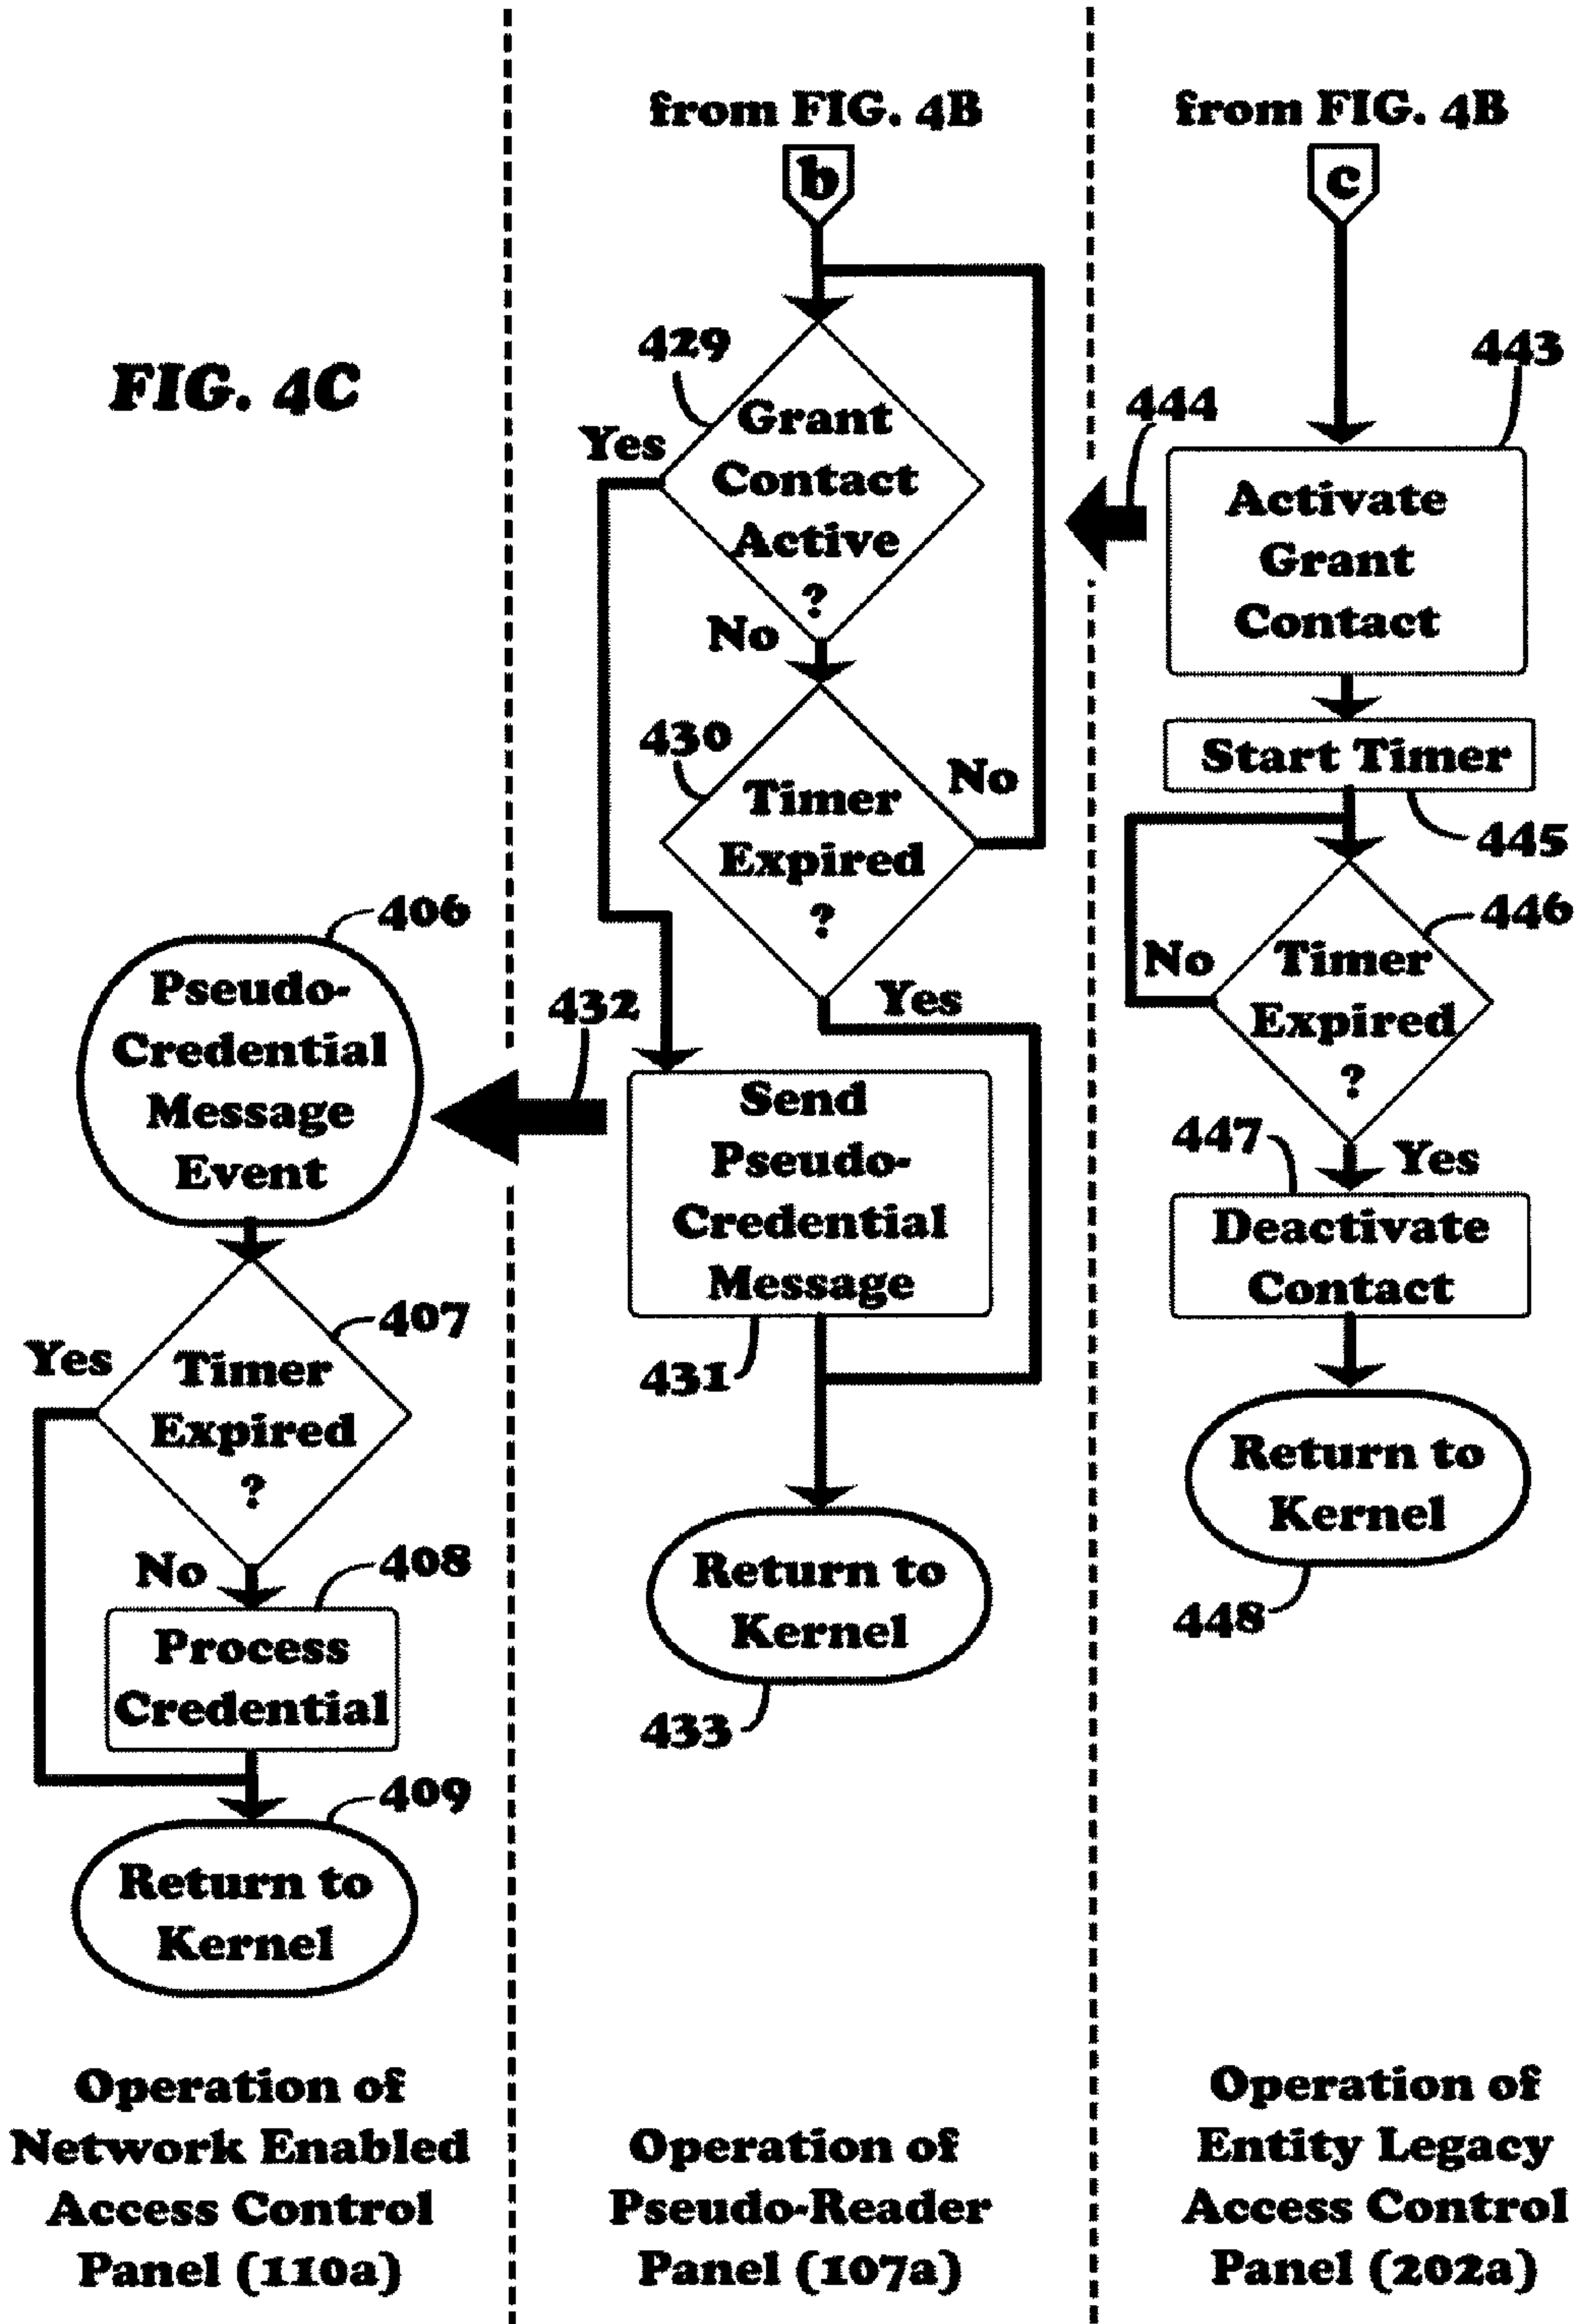 FIG. 4C
406
Pseudo-
Credential
Message
Event
407
Yes
Timer
Expired
?
No
408
Process
Credential
409
Return to
Kernel
Operation of
Network Enabled
Access Control
Panel (110a)
from FIG. 4B
b
429
Grant
Contact
Active
?
Yes
No
430
Timer
Expired
?
No
Yes
432
Send
Pseudo-
Credential
Message
431
Return to
Kernel
433
Operation of
Pseudo-Reader
Panel (107a)
from FIG. 4B
c
443
444
Activate
Grant
Contact
Start Timer
445
446
No
Timer
Expired
?
447
Yes
Deactivate
Contact
Return to
Kernel
448
Operation of
Entity Legacy
Access Control
Panel (202a)